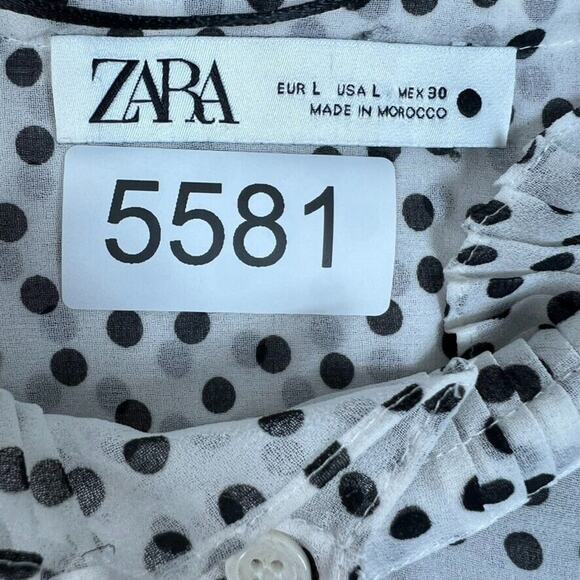 ZARA
EUR L USA L MEX 30
MADE IN MOROCCO
5581